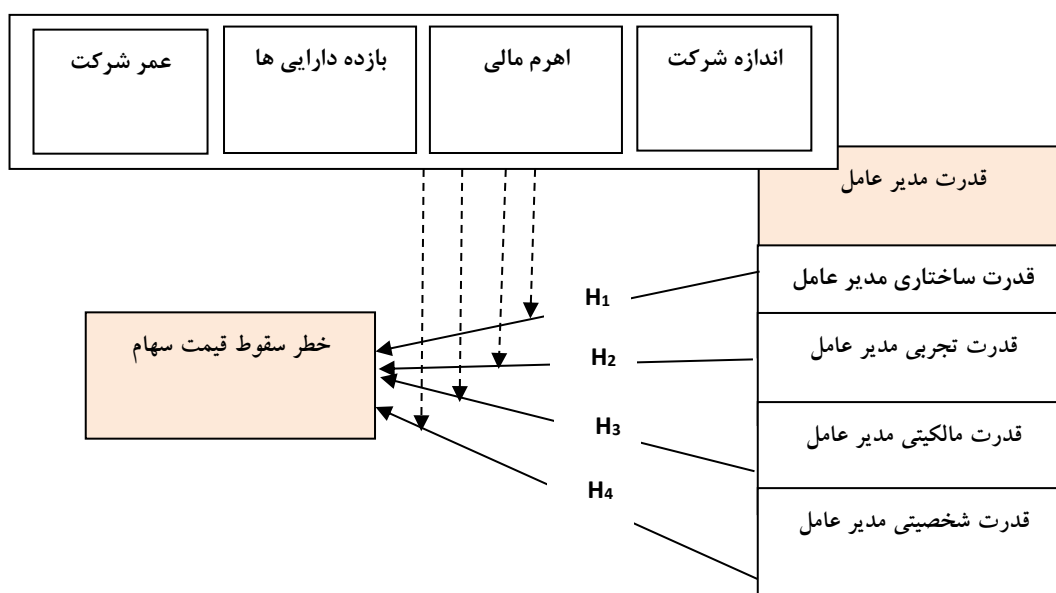 اندازه شرکت
اهرم مالی
بازده دارایی ها
عمر شرکت
قدرت مدیر عامل
قدرت ساختاری مدیر عامل
H1
خطر سقوط قیمت سهام
قدرت تجربی مدیر عامل
H2
قدرت مالکیتی مدیر عامل
H3
H4
قدرت شخصیتی مدیر عامل